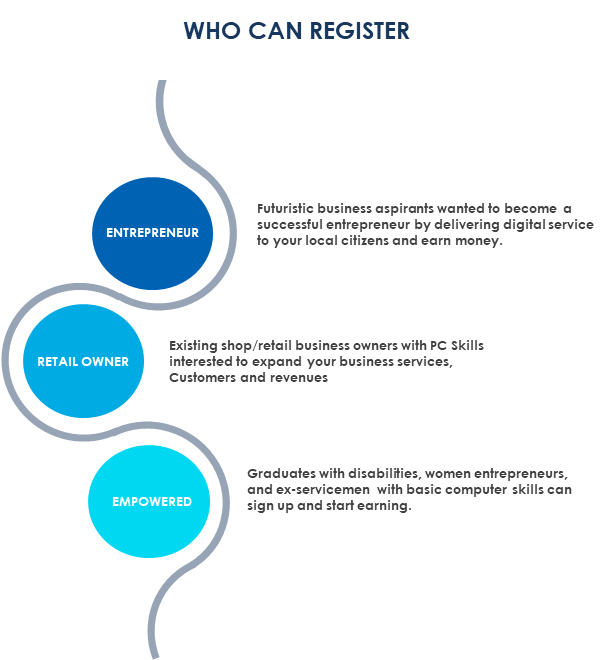 WHO CAN REGISTER
ENTREPRENEUR
Futuristic business aspirants wanted to become a
successful entrepreneur by delivering digital service
to your local citizens and earn money.
RETAIL OWNER
Existing shop/retail business owners with PC Skills
interested to expand your business services,
Customers and revenues
EMPOWERED
Graduates with disabilities, women entrepreneurs,
and ex-servicemen with basic computer skills can
sign up and start earning.